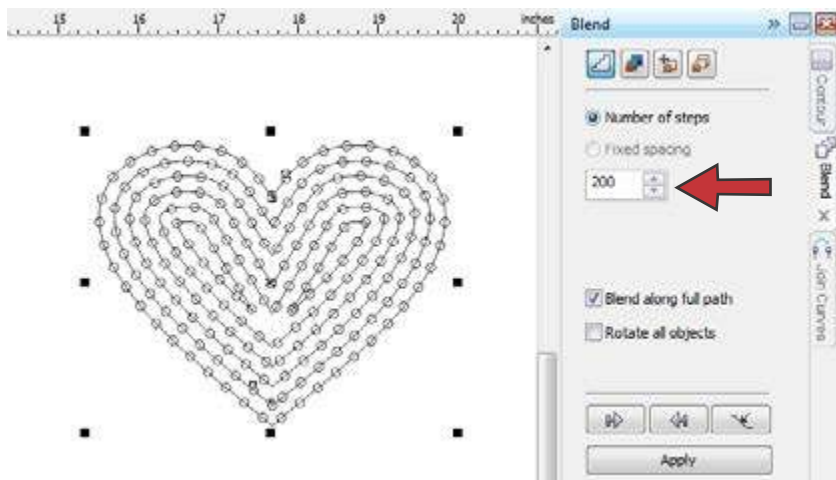 15 16 17 18 19 20 inches
Blend
Number of steps
Fixed spacing
200
Blend along full path
Rotate all objects
Apply
Contour
Blend
Join Curves